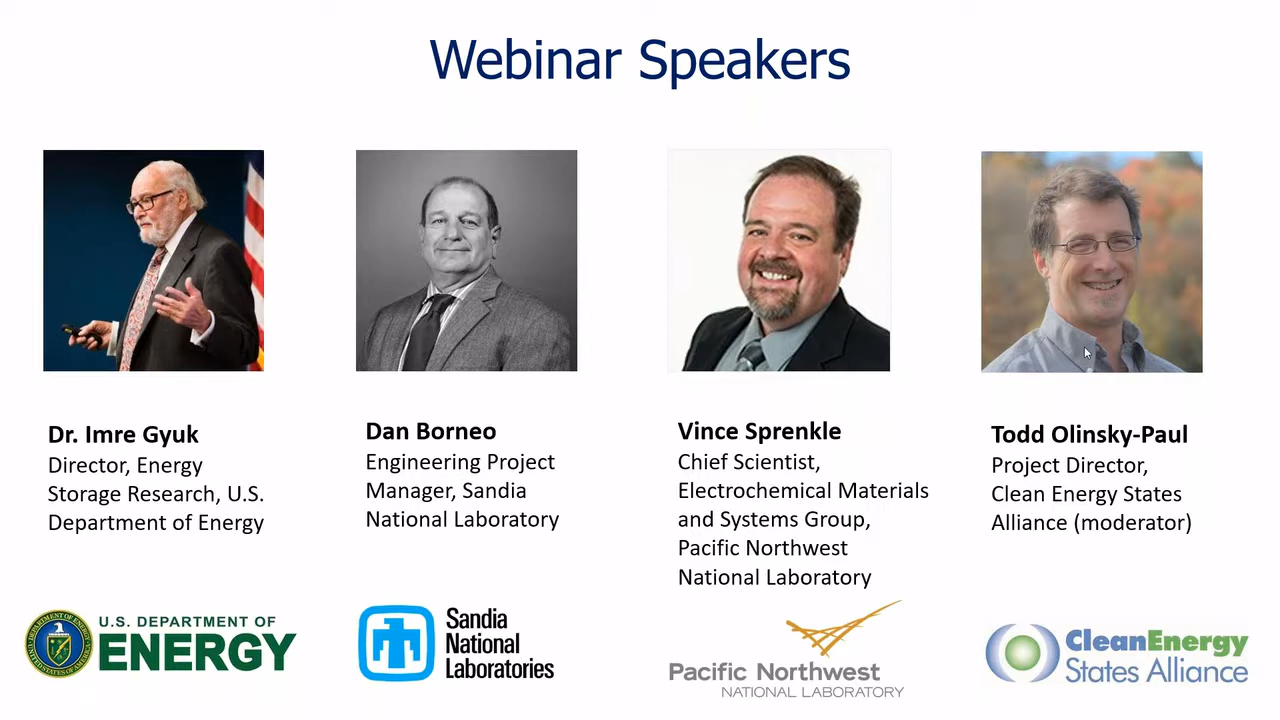 Webinar Speakers
Dr. Imre Gyuk
Director, Energy
Storage Research, U.S.
Department of Energy
Dan Borneo
Engineering Project
Manager, Sandia
National Laboratory
Vince Sprenkle
Chief Scientist,
Electrochemical Materials
and Systems Group,
Pacific Northwest
National Laboratory
Todd Olinsky-Paul
Project Director,
Clean Energy States
Alliance (moderator)
U.S. DEPARTMENT OF
ENERGY
Sandia
National
Laboratories
Pacific Northwest
NATIONAL LABORATORY
CleanEnergy
States Alliance